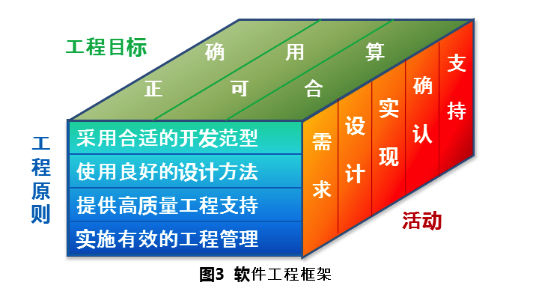 工程目标
正确
可用
合算
工程原则
采用合适的开发范型
使用良好的设计方法
提供高质量工程支持
实施有效的工程管理
需求
设计
实现
确认
支持
活动
图3 软件工程框架